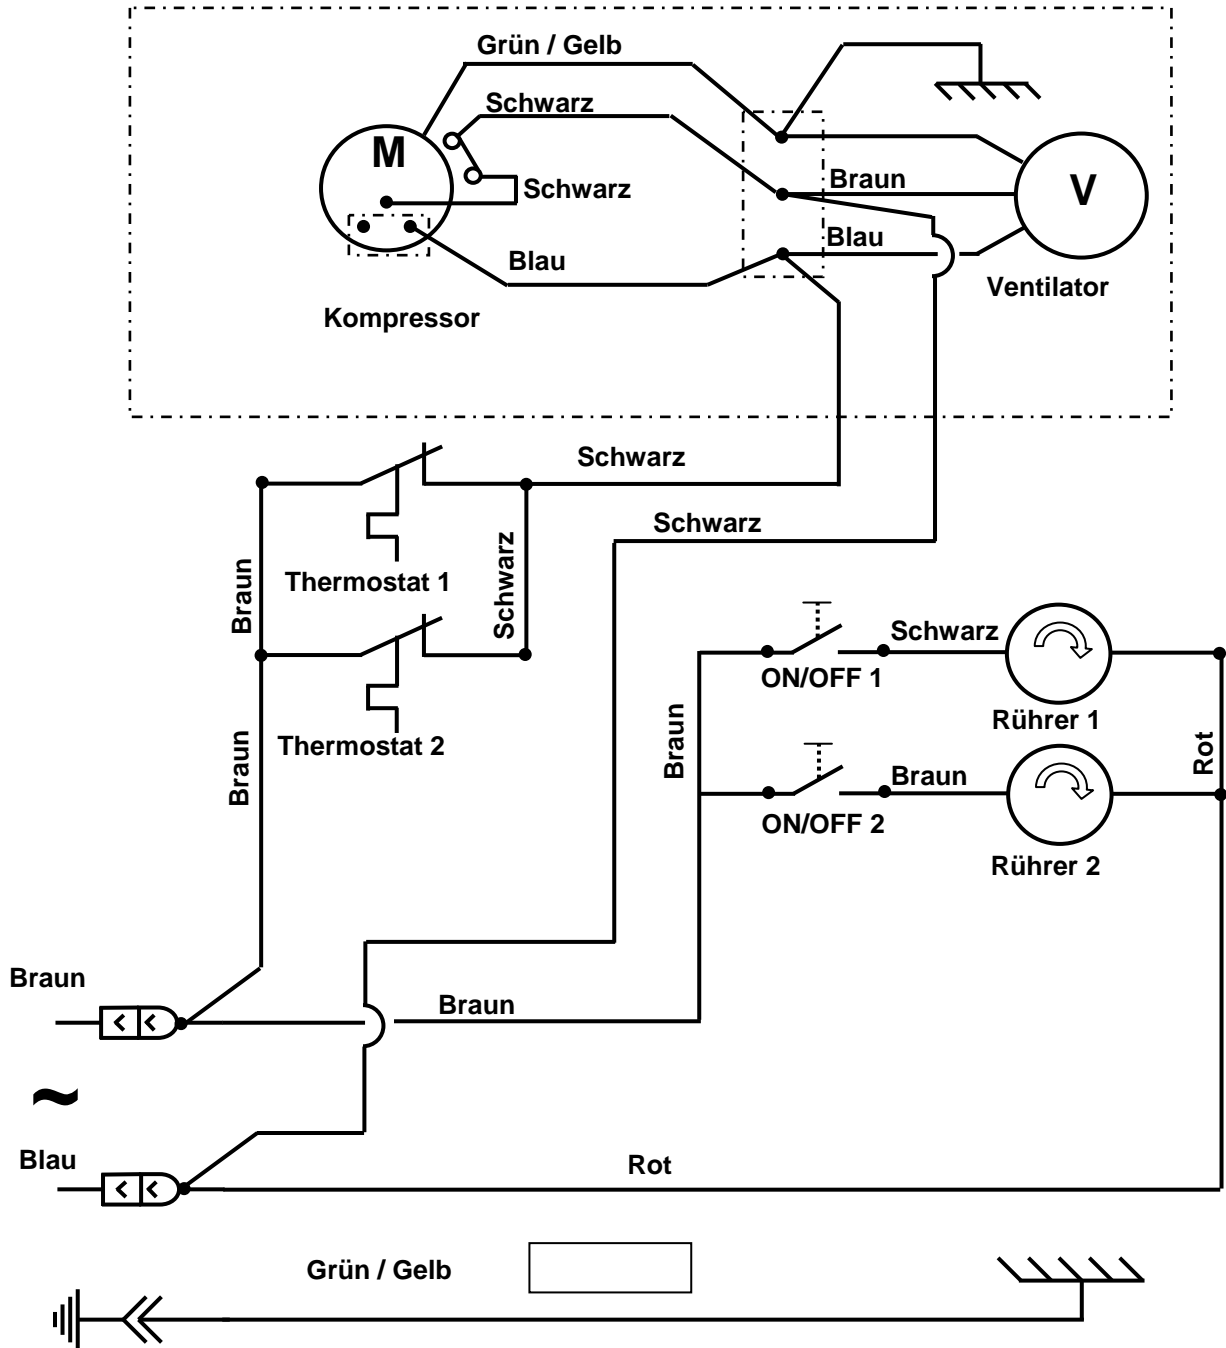 Grün / Gelb
Schwarz
M
Schwarz
Braun
V
Blau
Blau
Ventilator
Kompressor
Schwarz
Schwarz
Braun
Schwarz
Thermostat 1
Schwarz
ON/OFF 1
Rührer 1
Braun
Braun
Thermostat 2
Rot
Braun
ON/OFF 2
Rührer 2
Braun
Braun
~
Blau
Rot
Grün / Gelb